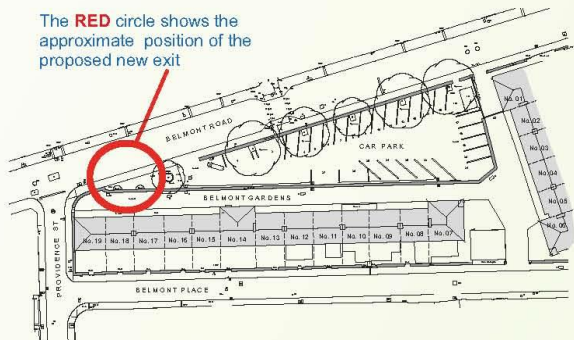 The RED circle shows the
approximate position of the
proposed new exit
BELMONT ROAD
CAR PARK
BELMONT GARDENS
PROVIDENCE ST
BELMONT PLACE
No. 01
No. 02
No. 03
No. 04
No. 05
No. 06
No. 19
No. 18
No. 17
No. 16
No. 15
No. 14
No. 13
No. 12
No. 11
No. 10
No. 09
No. 08
No. 07